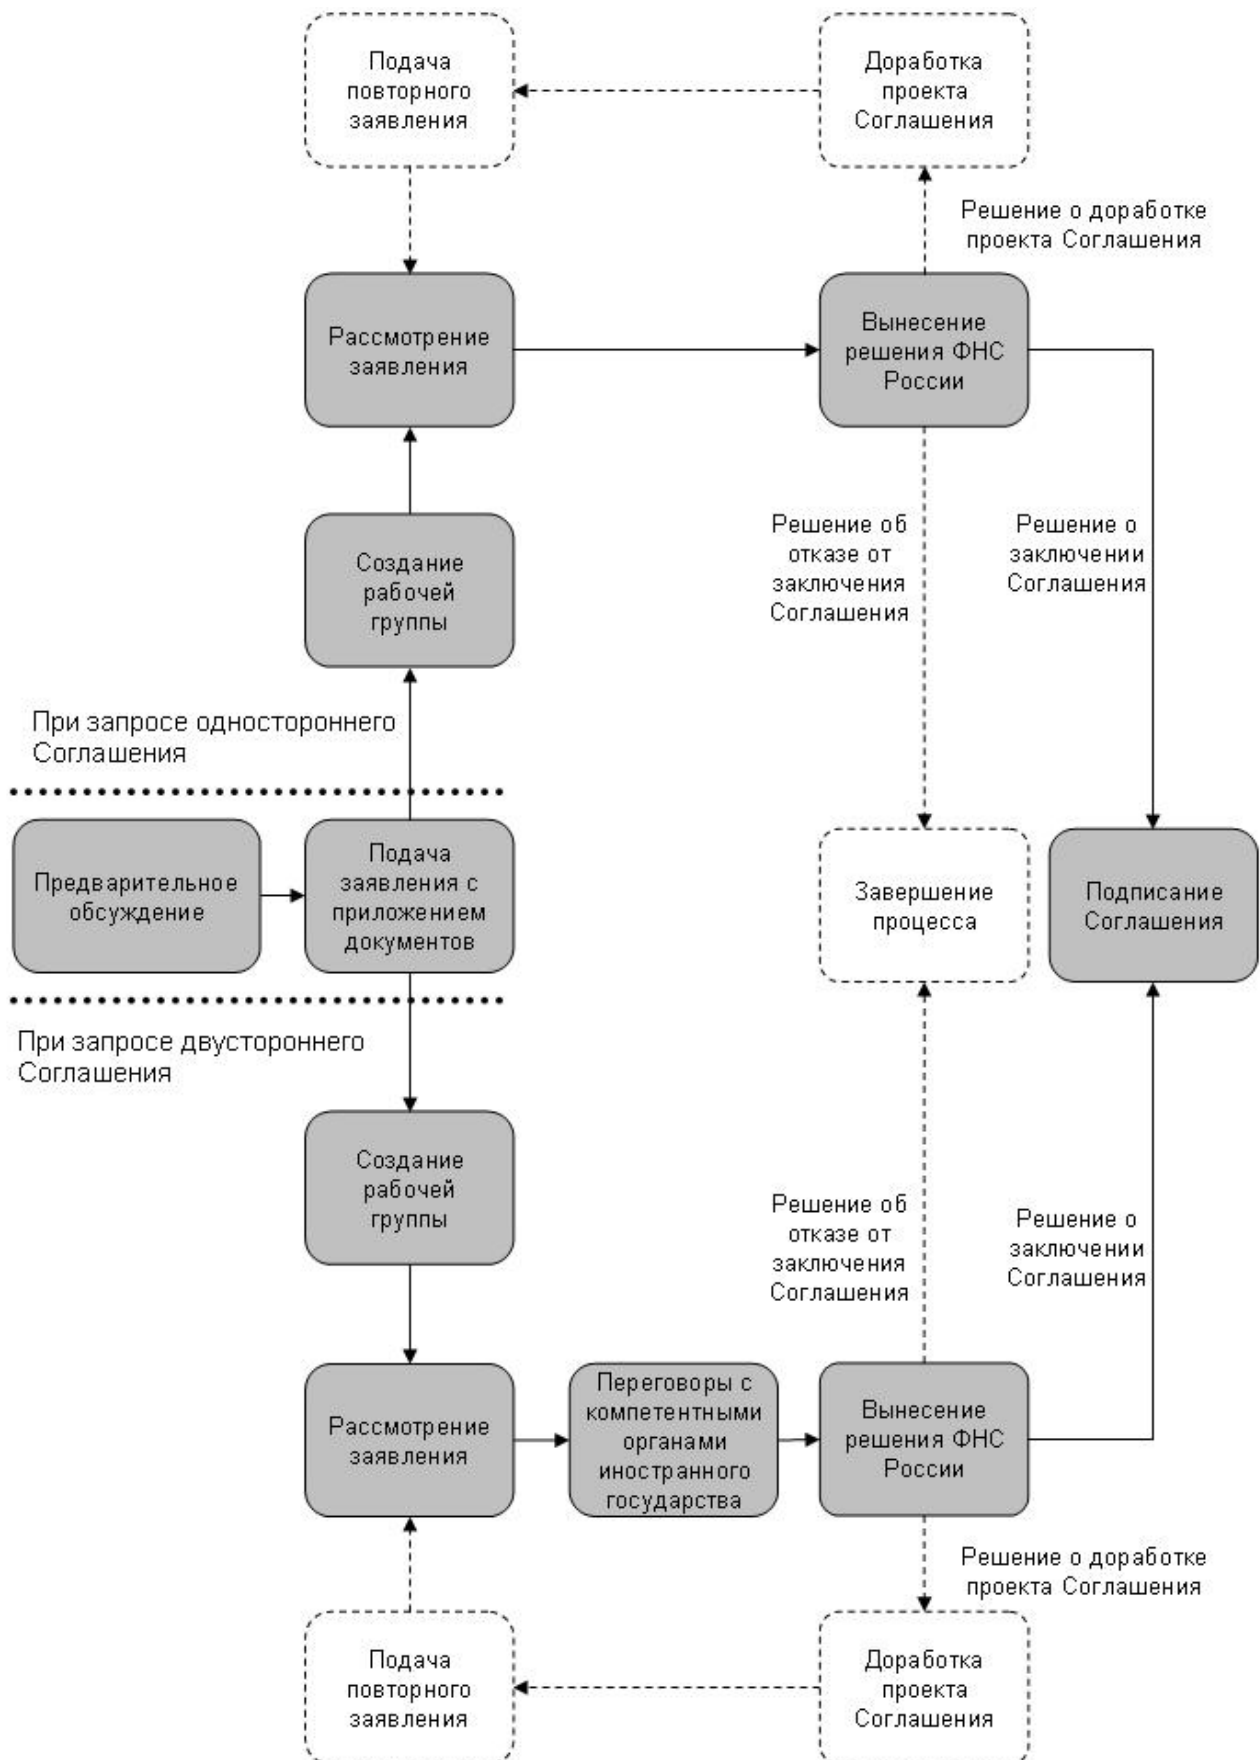 Подача
повторного
заявления
Доработка
проекта
Соглашения
Решение о доработке
проекта Соглашения
Рассмотрение
заявления
Вынесение
решения ФНС
России
Решение об
отказе от
заключения
Соглашения
Решение о
заключении
Соглашения
Создание
рабочей
группы
При запросе одностороннего
Соглашения
Предварительное
обсуждение
Подача
заявления с
приложением
документов
Завершение
процесса
Подписание
Соглашения
При запросе двустороннего
Соглашения
Создание
рабочей
группы
Решение об
отказе от
заключения
Соглашения
Решение о
заключении
Соглашения
Рассмотрение
заявления
Переговоры с
компетентными
органами
иностранного
государства
Вынесение
решения ФНС
России
Решение о доработке
проекта Соглашения
Подача
повторного
заявления
Доработка
проекта
Соглашения